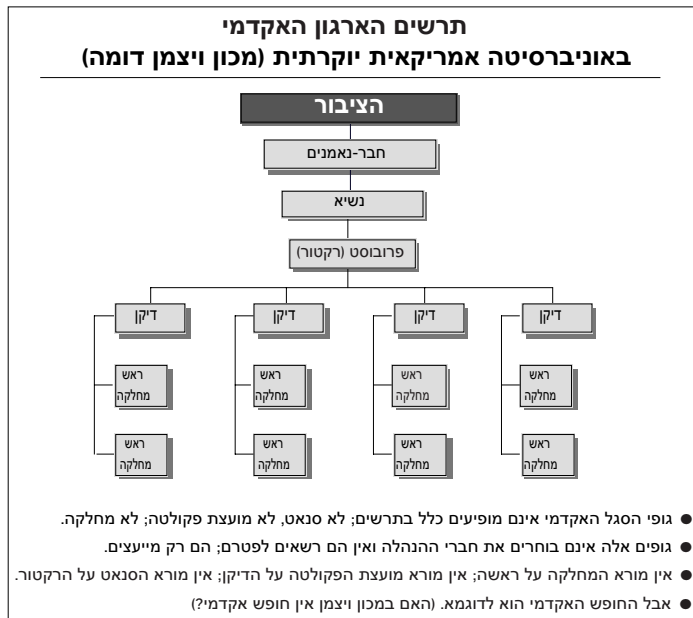 תרשים הארגון האקדמי
באוניברסיטה אמריקאית יוקרתית (מכון ויצמן דומה)
הציבור
חבר-נאמנים
נשיא
פרובוסט (רקטור)
דיקן
דיקן
דיקן
דיקן
ראש
מחלקה
ראש
מחלקה
ראש
מחלקה
ראש
מחלקה
ראש
מחלקה
ראש
מחלקה
ראש
מחלקה
ראש
מחלקה
● גופי הסגל האקדמי אינם מופיעים כלל בתרשים; לא סנאט, לא מועצת פקולטה; לא מחלקה.
● גופים אלה אינם בוחרים את חברי ההנהלה ואין הם רשאים לפטרם; הם רק מייעצים.
● אין מורא המחלקה על ראשה; אין מורא מועצת הפקולטה על הדיקן; אין מורא הסנאט על הרקטור.
● אבל החופש האקדמי הוא לדוגמא. (האם במכון ויצמן אין חופש אקדמי?)